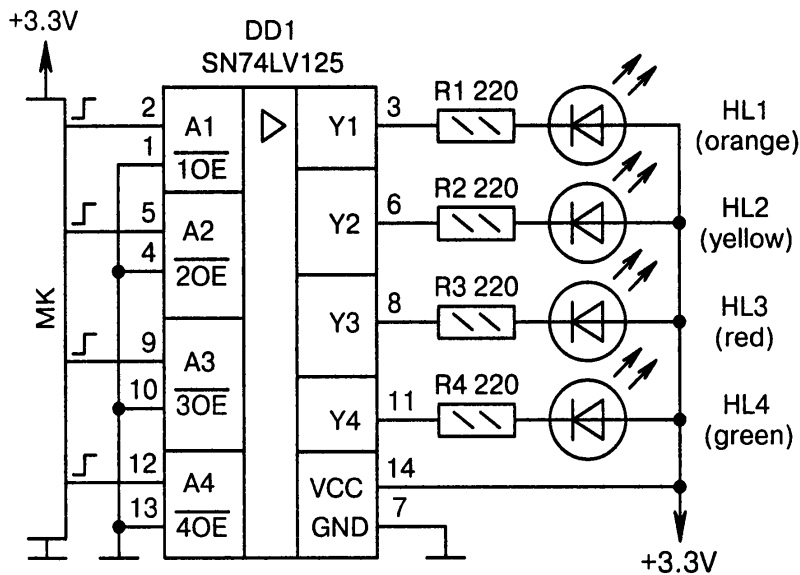 +3.3V
DD1
SN74LV125
MK
2
A1
1
1OE
5
A2
4
2OE
9
A3
10
3OE
12
A4
13
4OE
Y1
3
Y2
6
Y3
8
Y4
11
VCC
14
GND
7
R1 220
HL1
(orange)
R2 220
HL2
(yellow)
R3 220
HL3
(red)
R4 220
HL4
(green)
+3.3V